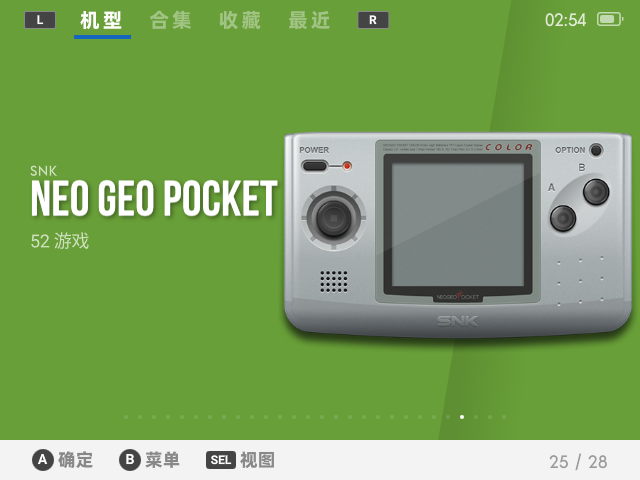 L 机型 合集 收藏 最近 R 02:54
SNK
NEO GEO POCKET
52 游戏
POWER
COLOR
OPTION
B
A
NEOGEO POCKET
SNK
A 确定 B 菜单 SEL 视图 25 / 28